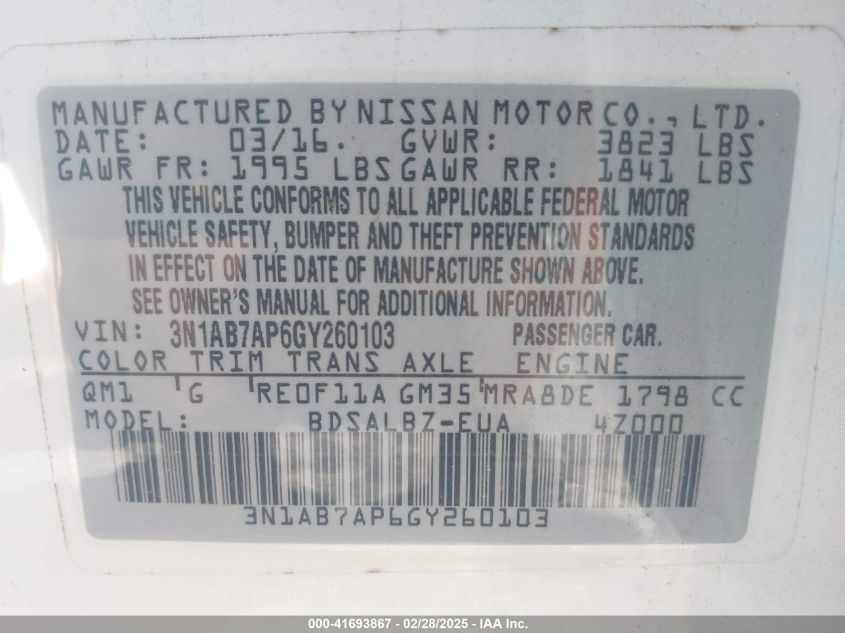 MANUFACTURED BY NISSAN MOTOR CO., LTD.
DATE: 03/16. GVWR: 3823 LBS
GAWR FR: 1995 LBS GAWR RR: 1841 LBS
THIS VEHICLE CONFORMS TO ALL APPLICABLE FEDERAL MOTOR
VEHICLE SAFETY, BUMPER AND THEFT PREVENTION STANDARDS
IN EFFECT ON THE DATE OF MANUFACTURE SHOWN ABOVE.
SEE OWNER'S MANUAL FOR ADDITIONAL INFORMATION.
VIN: 3N1AB7AP6GY260103 PASSENGER CAR.
COLOR TRIM TRANS AXLE ENGINE
QM1 G RE0F11A GM35 MRA8DE 1798 CC
MODEL: BDSALBZ-EUA 4Z000
3N1AB7AP6GY260103
000-41693867 - 02/28/2025 - IAA Inc.